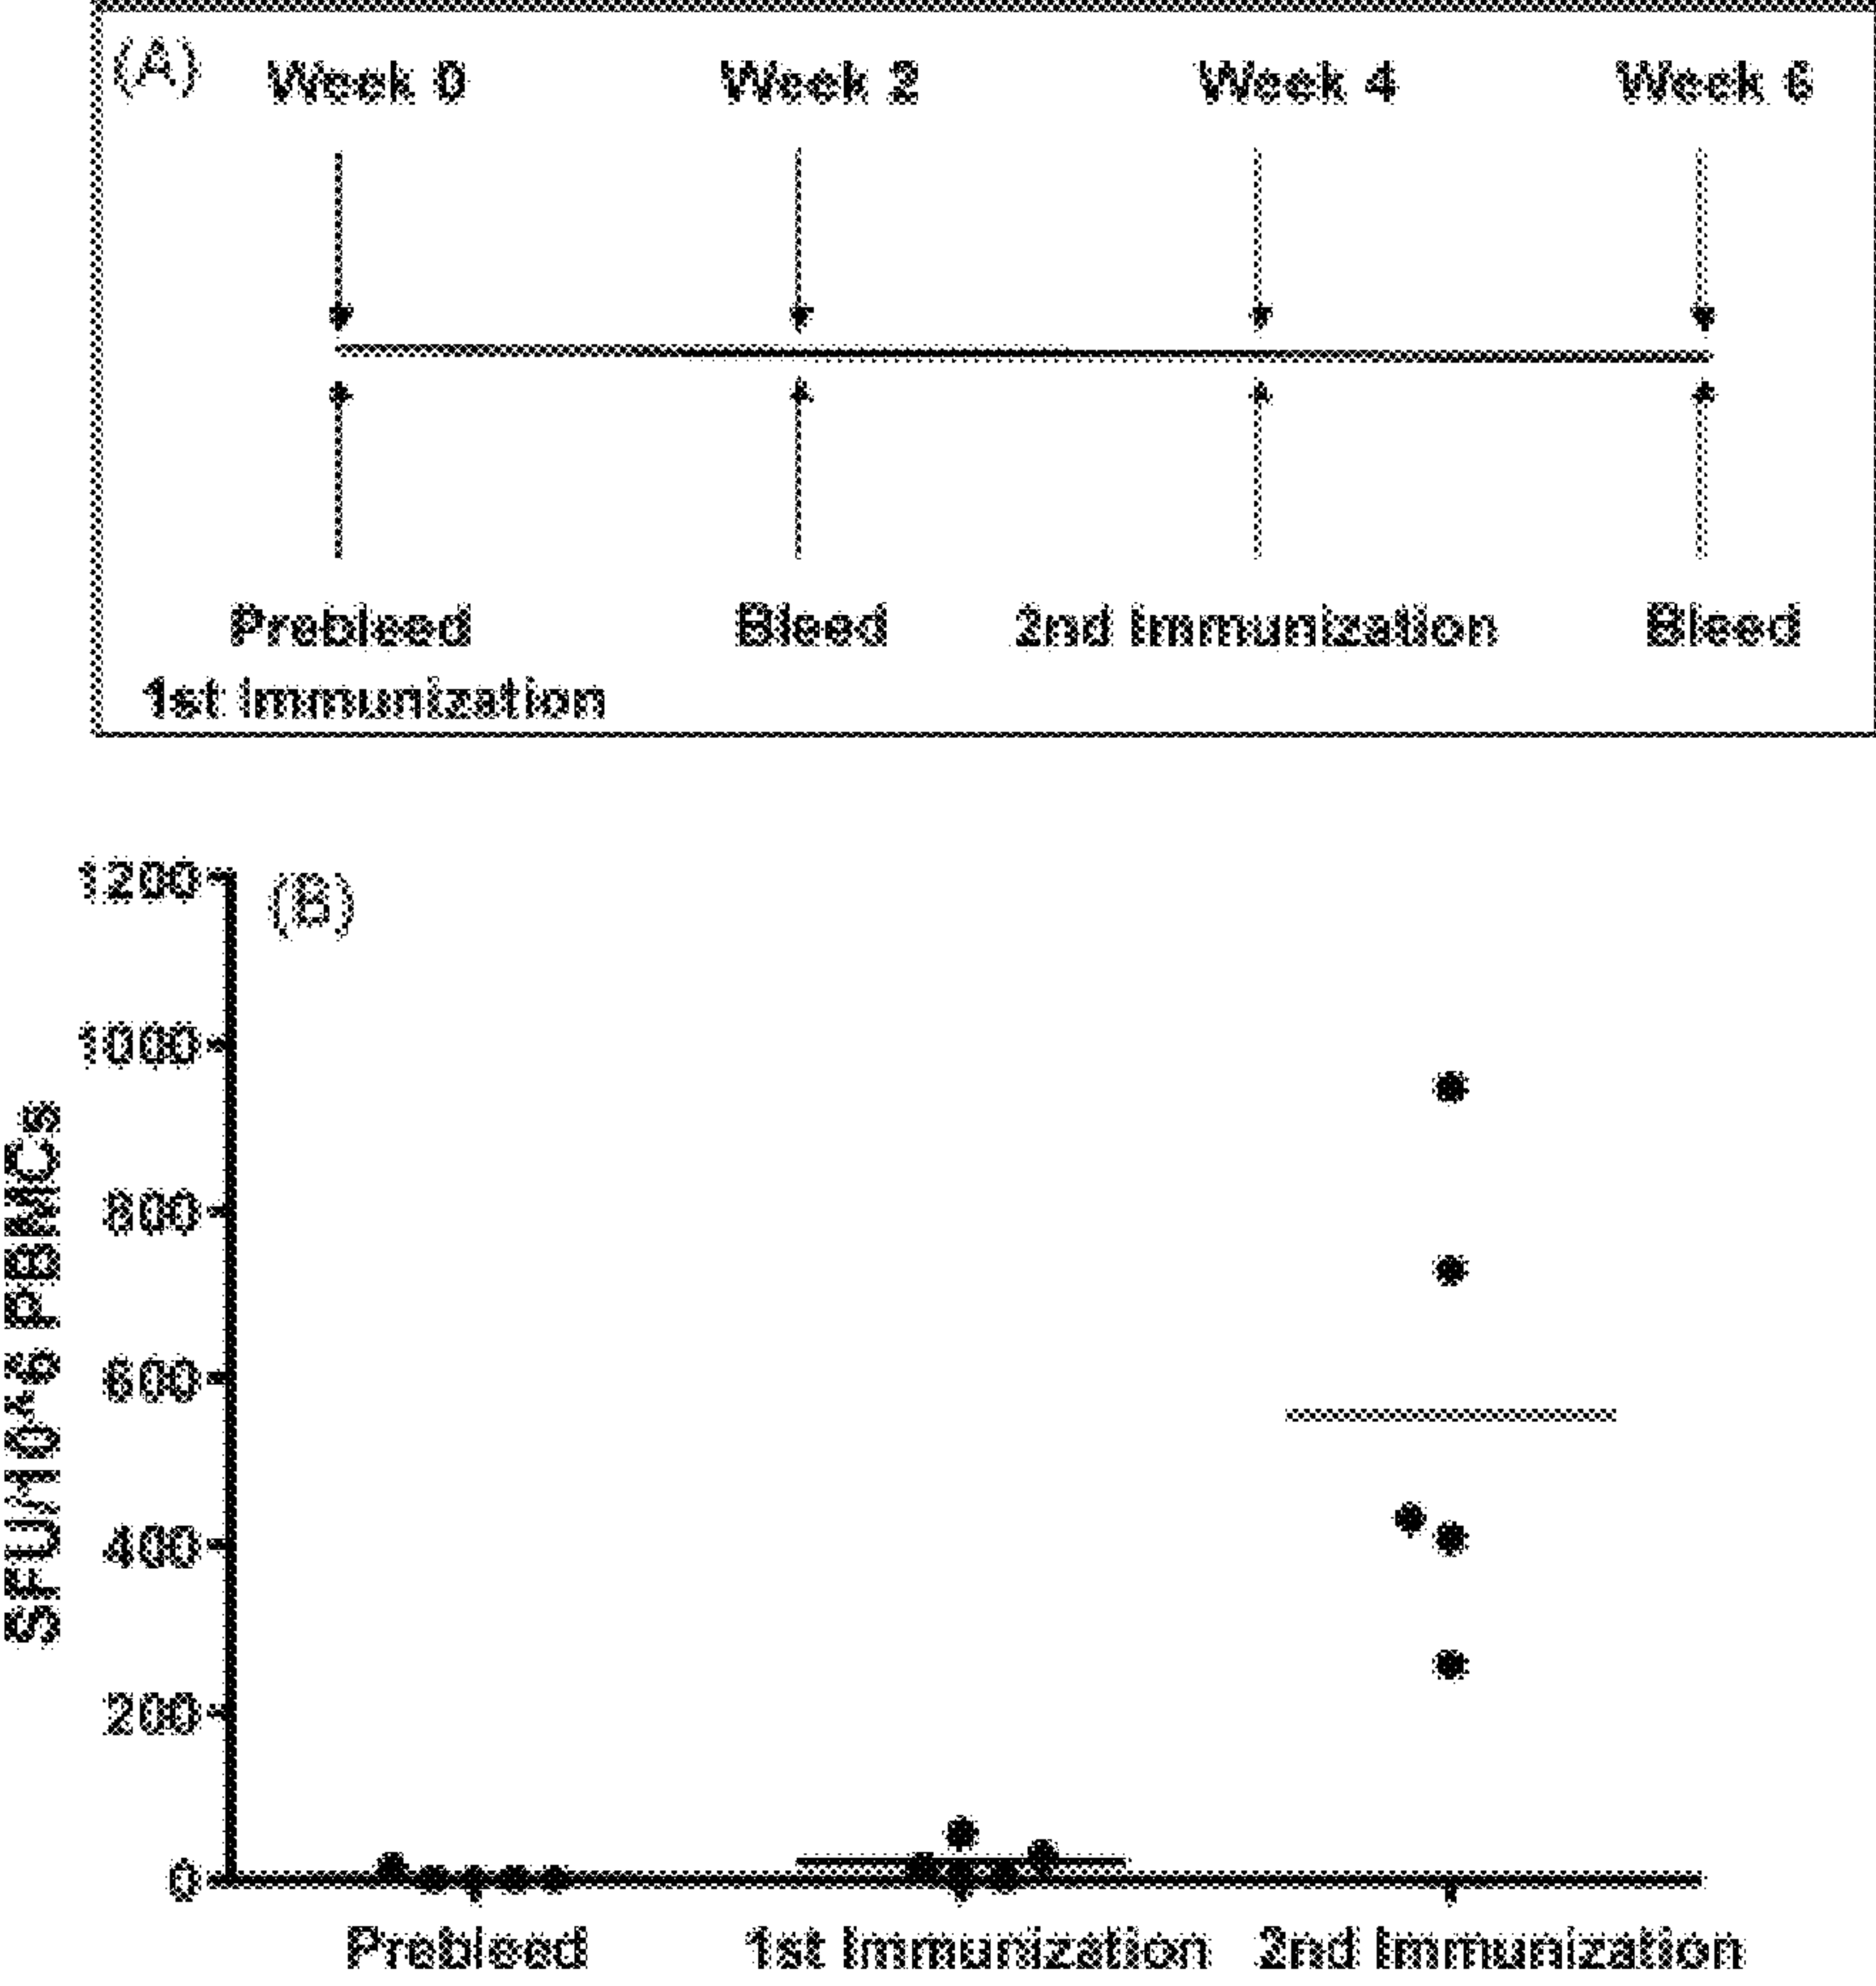 (A)
Week 0 Week 2 Week 4 Week 6
Prebleed Bleed 2nd Immunization Bleed
1st Immunization
(B)
1200
1000
800
600
400
200
0
SFU/10^6 PBMCs
Prebleed 1st Immunization 2nd Immunization